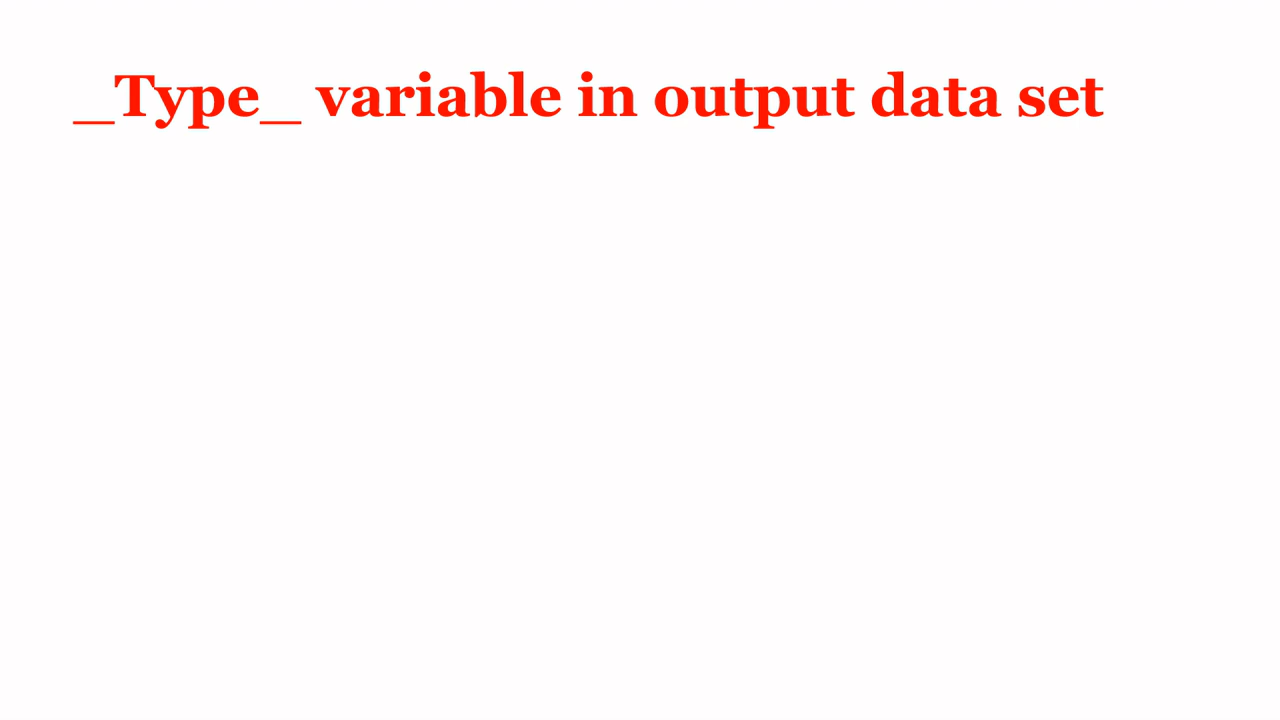 _Type_ variable in output data set